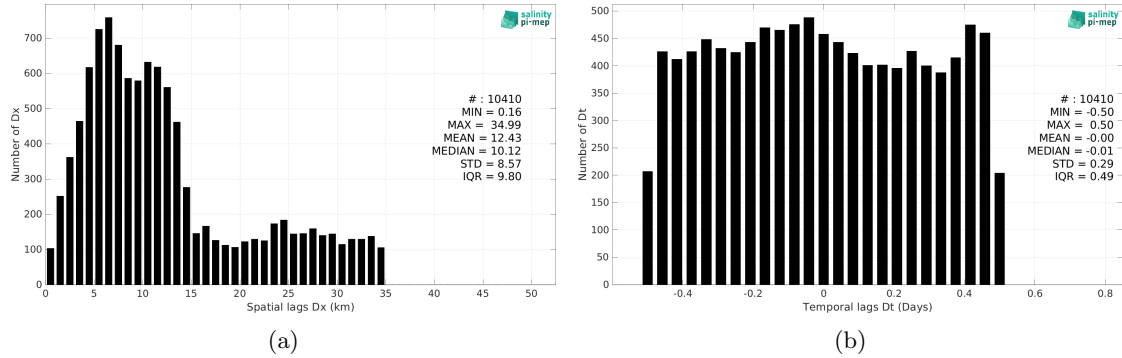 salinity
pi-mep
700
600
500
400
300
200
100
0
Number of Dx
# : 10410
MIN = 0.16
MAX = 34.99
MEAN = 12.43
MEDIAN = 10.12
STD = 8.57
IQR = 9.80
0 5 10 15 20 25 30 35 40 45 50
Spatial lags Dx (km)
(a)
salinity
pi-mep
500
450
400
350
300
250
200
150
100
50
0
Number of Dt
# : 10410
MIN = -0.50
MAX = 0.50
MEAN = -0.00
MEDIAN = -0.01
STD = 0.29
IQR = 0.49
-0.4 -0.2 0 0.2 0.4 0.6 0.8
Temporal lags Dt (Days)
(b)